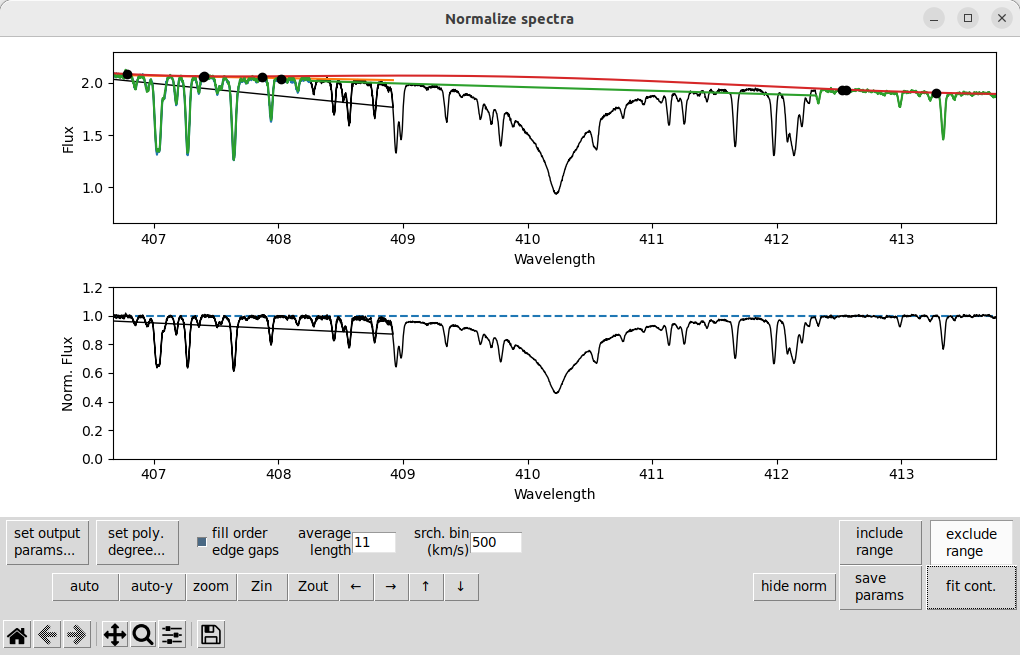 Normalize spectra
2.0
1.5
1.0
Flux
407 408 409 410 411 412 413
Wavelength
1.2
1.0
0.8
0.6
0.4
0.2
0.0
Norm. Flux
407 408 409 410 411 412 413
Wavelength
set output
params...
set poly.
degree...
fill order
edge gaps
average
length 11
srch. bin
(km/s) 500
include
range
exclude
range
auto auto-y zoom Zin Zout ← → ↑ ↓
hide norm
save
params
fit cont.